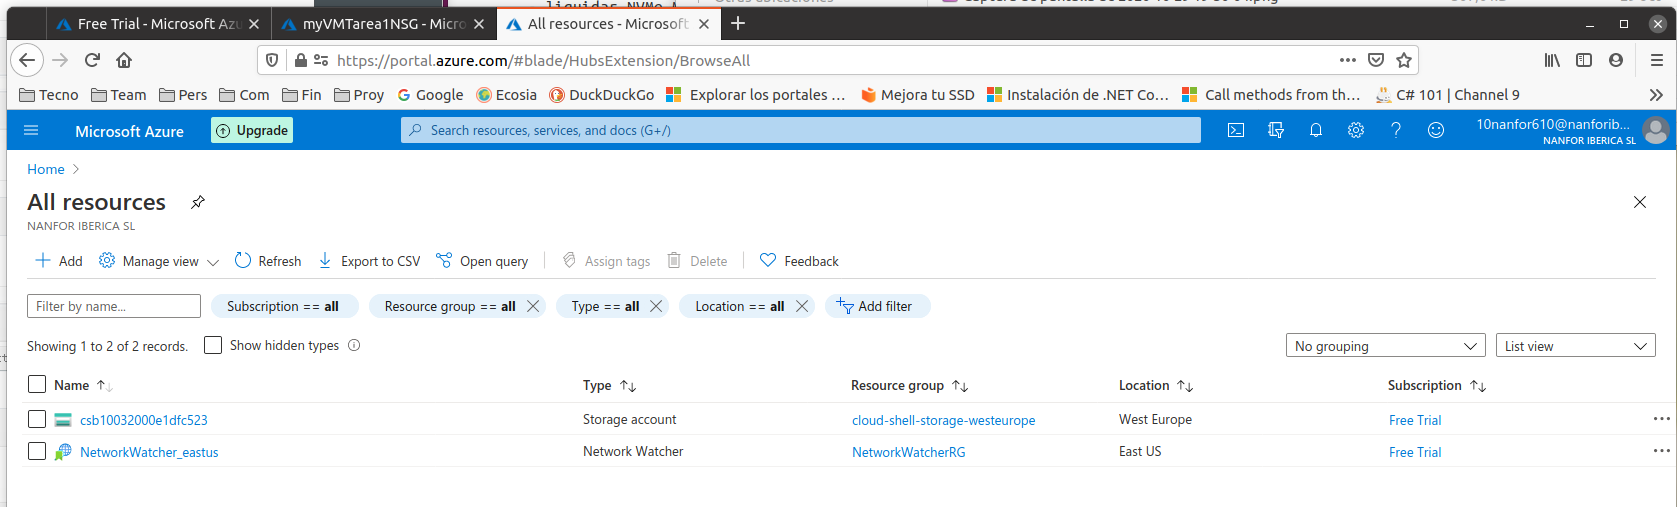 Free Trial - Microsoft Az
myVMTarea1NSG - Micro
All resources - Microsoft
https://portal.azure.com/#blade/HubsExtension/BrowseAll
Tecno Team Pers Com Fin Proy Google Ecosia DuckDuckGo Explorar los portales ... Mejora tu SSD Instalación de .NET Co... Call methods from th... C# 101 | Channel 9
Microsoft Azure Upgrade Search resources, services, and docs (G+/) 10nanfor610@nanforib...
NANFOR IBERICA SL
Home >
All resources
NANFOR IBERICA SL
Add Manage view Refresh Export to CSV Open query Assign tags Delete Feedback
Filter by name... Subscription == all Resource group == all Type == all Location == all Add filter
Showing 1 to 2 of 2 records. Show hidden types No grouping List view
Name Type Resource group Location Subscription
csb10032000e1dfc523 Storage account cloud-shell-storage-westeurope West Europe Free Trial
NetworkWatcher_eastus Network Watcher NetworkWatcherRG East US Free Trial